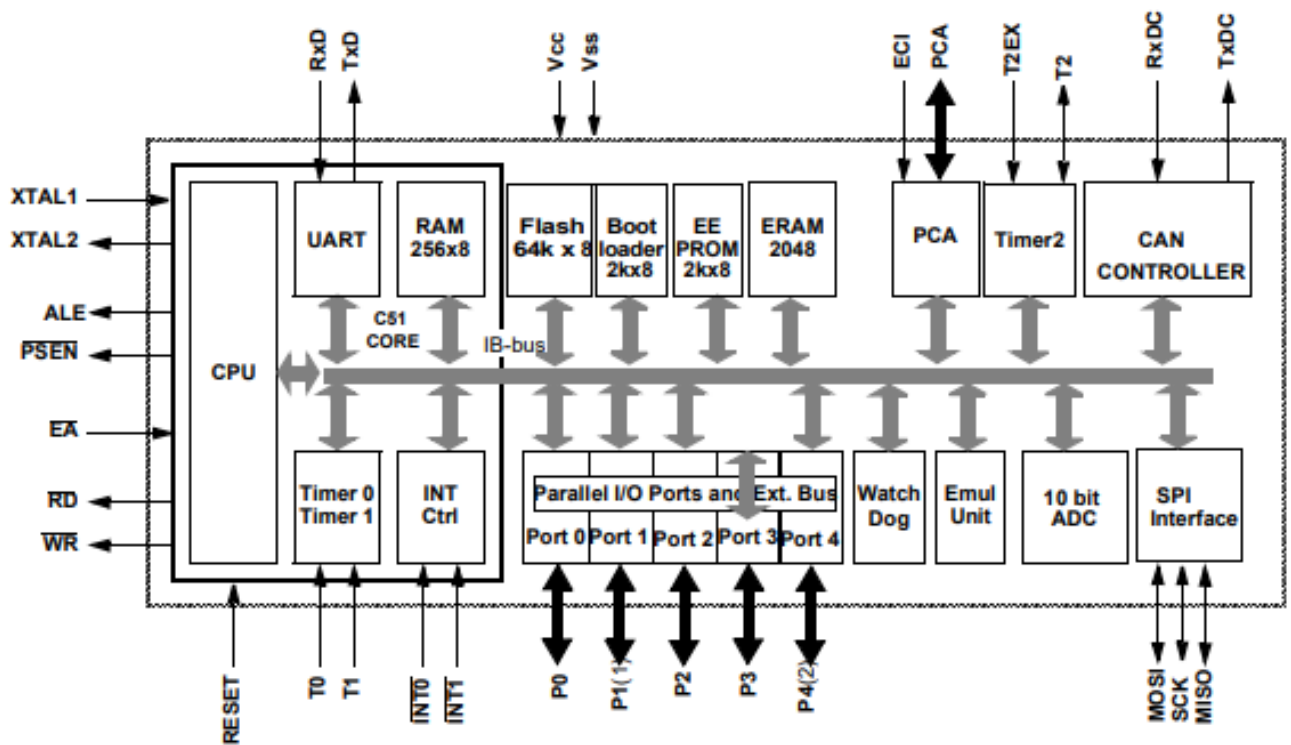 RxD
TxD
Vcc
Vss
ECI
PCA
T2EX
T2
RxDC
TxDC
XTAL1
XTAL2
ALE
PSEN
EA
RD
WR
CPU
UART
RAM
256x8
C51
CORE
IB-bus
Timer 0
Timer 1
INT
Ctrl
Flash
64k x 8
Boot
loader
2kx8
EE
PROM
2kx8
ERAM
2048
PCA
Timer2
CAN
CONTROLLER
Parallel I/O Ports and Ext. Bus
Port 0
Port 1
Port 2
Port 3
Port 4
Watch
Dog
Emul
Unit
10 bit
ADC
SPI
Interface
RESET
T0
T1
INT0
INT1
P0
P1(1)
P2
P3
P4(2)
MOSI
SCK
MISO